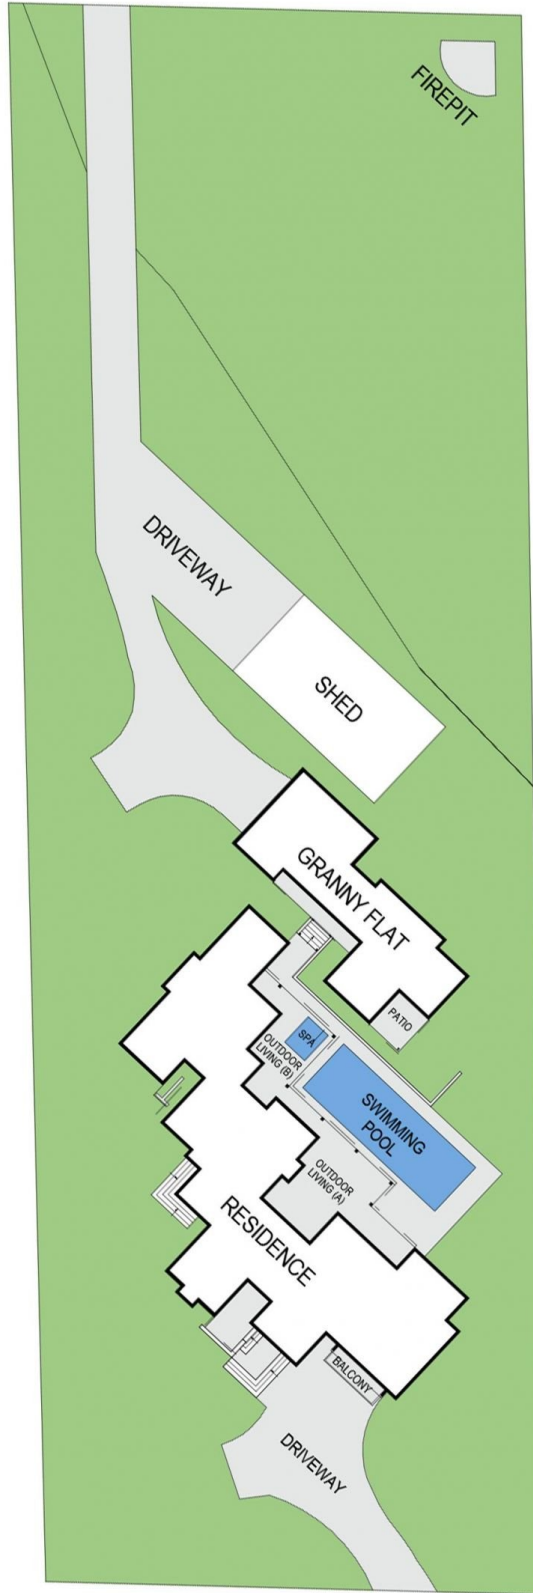 FIREPIT
DRIVEWAY
SHED
GRANNY FLAT
PATIO
SPA
OUTDOOR
LIVING (B)
SWIMMING
POOL
OUTDOOR
LIVING (A)
RESIDENCE
BALCONY
DRIVEWAY